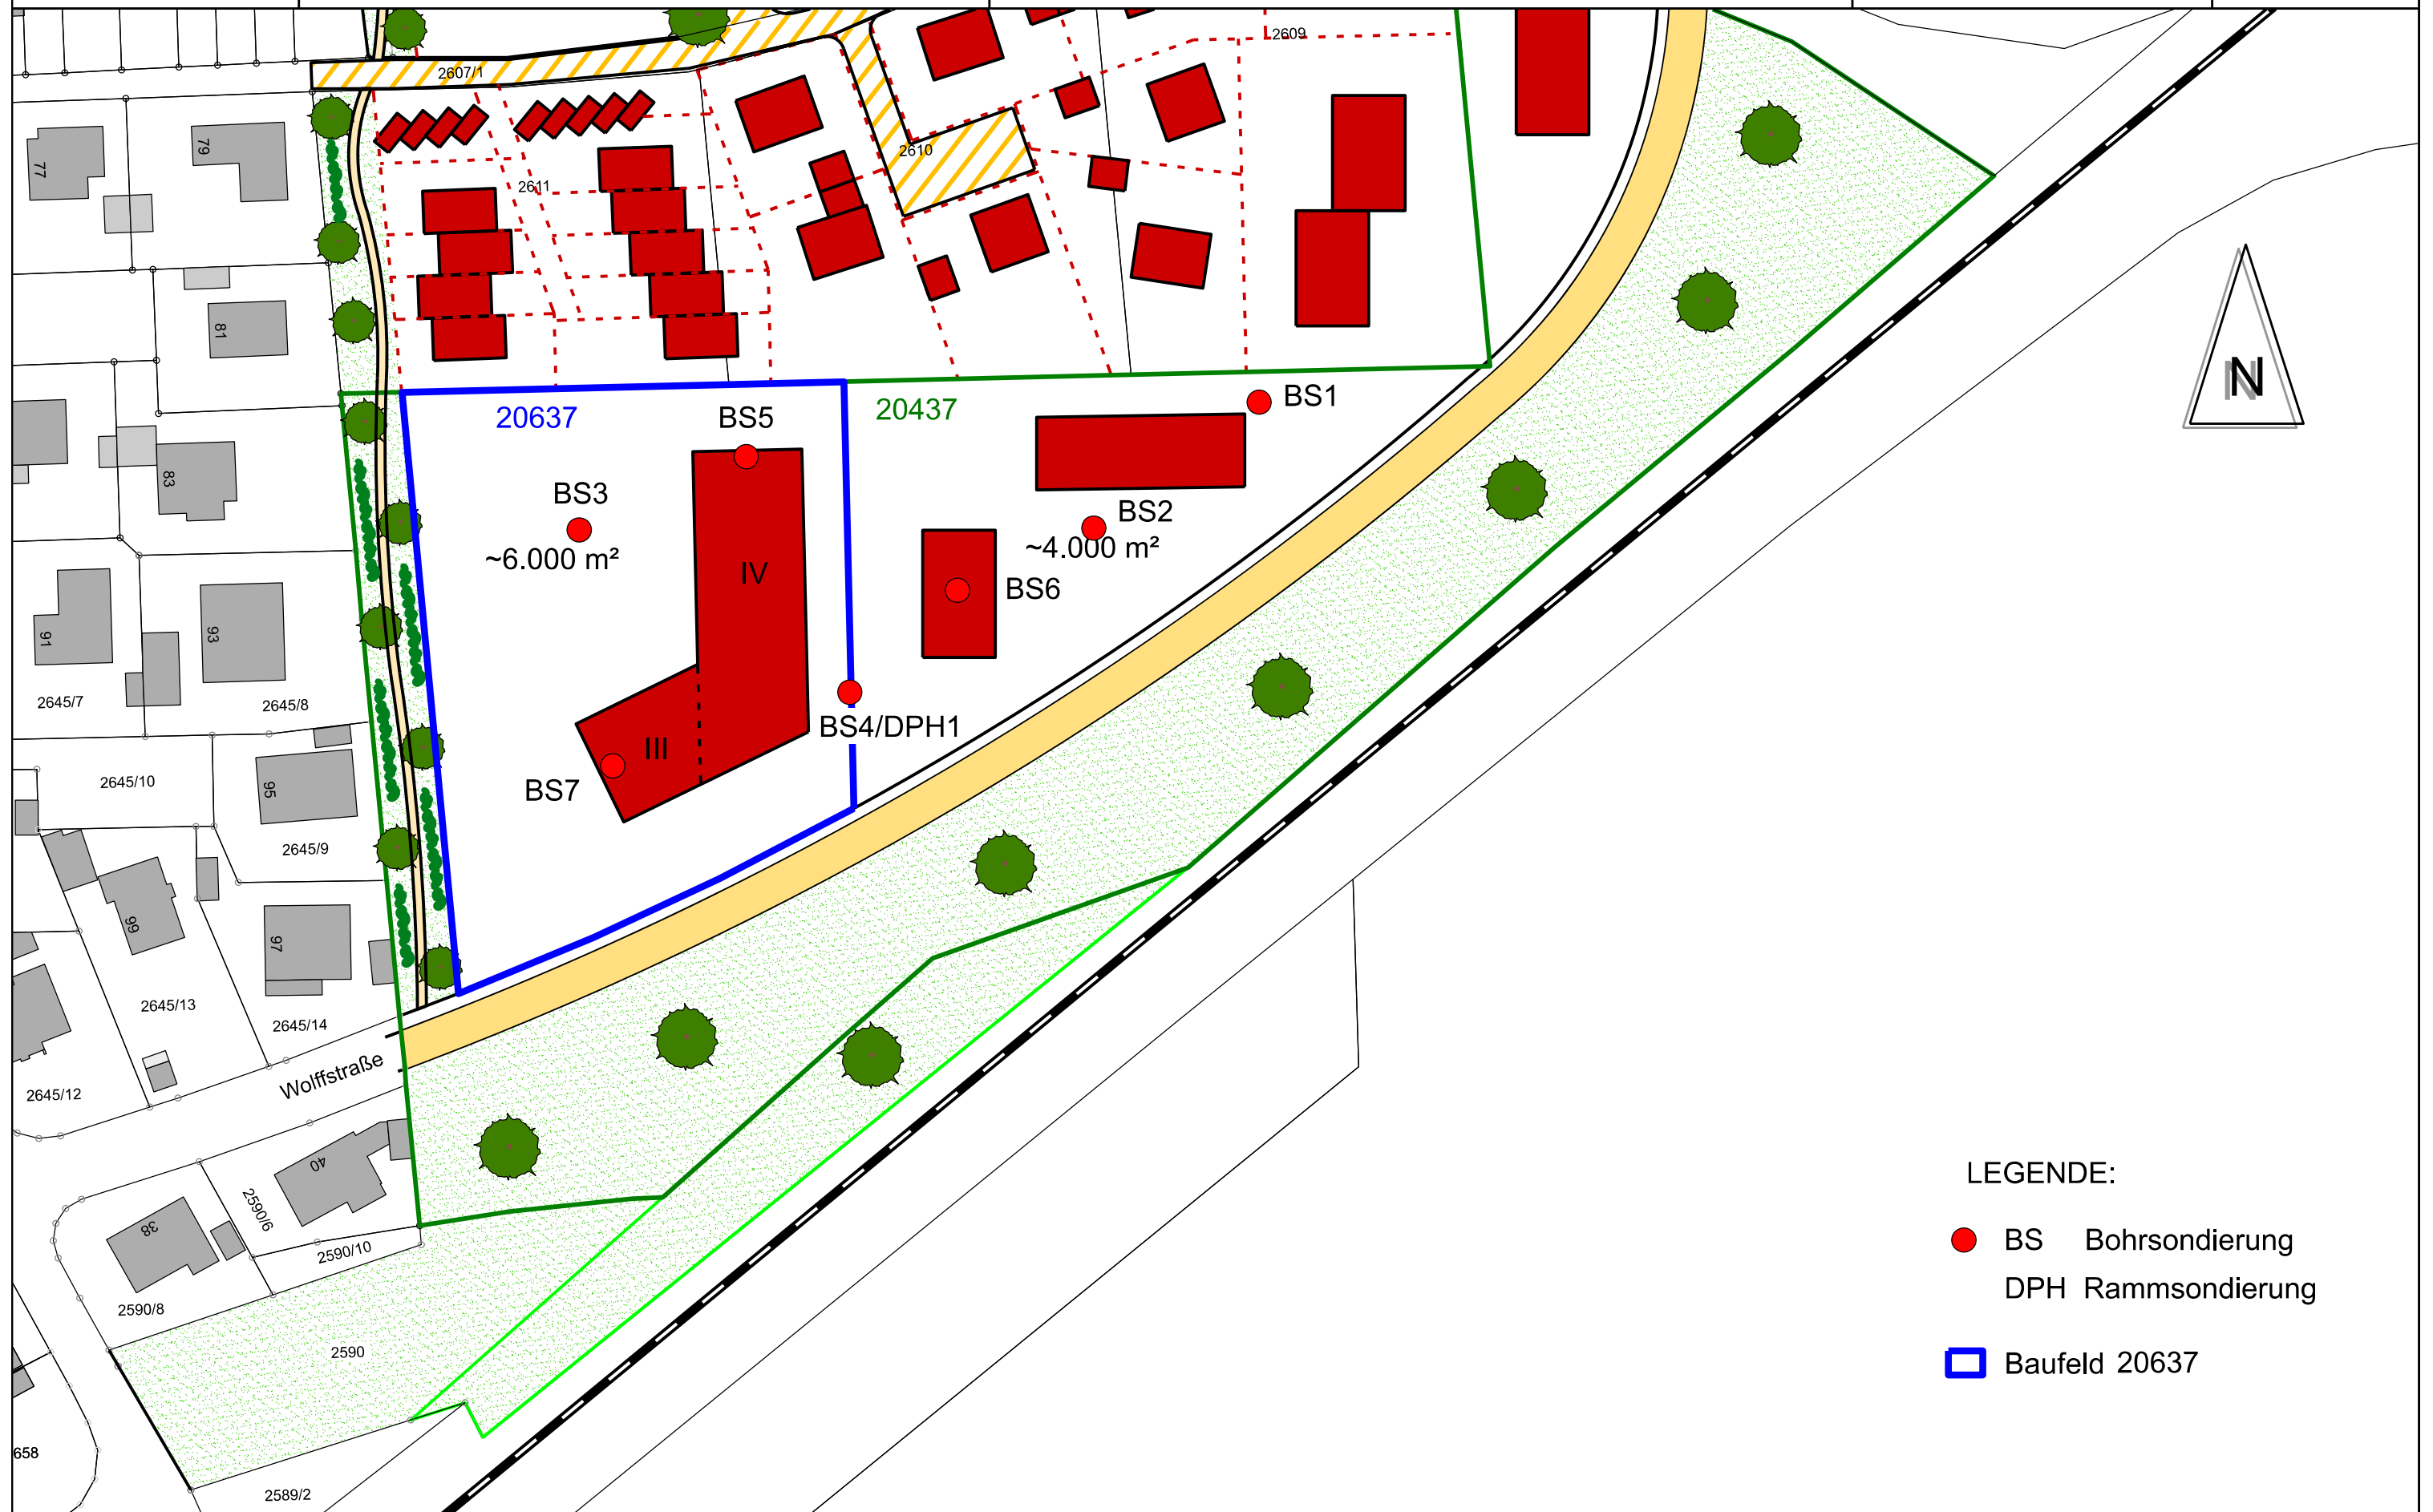 2609
2607/1
2610
2611
77
79
81
83
91
93
95
97
99
40
38
20637
20437
BS5
BS1
BS3
~6.000 m²
BS2
~4.000 m²
IV
BS6
BS4/DPH1
III
BS7
N
2645/7
2645/8
2645/10
2645/9
2645/13
2645/14
2645/12
Wolffstraße
2590/6
2590/10
2590/8
2590
658
2589/2
LEGENDE:
BS Bohrsondierung
DPH Rammsondierung
Baufeld 20637